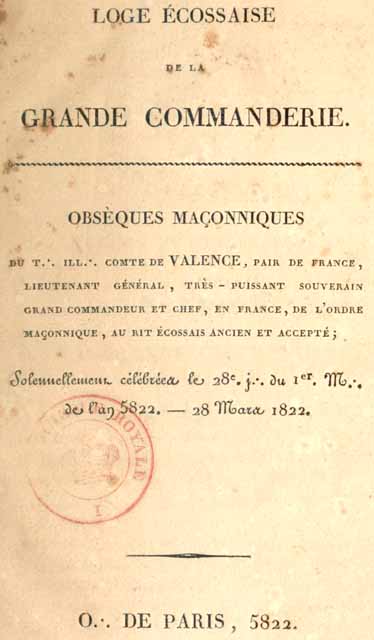 LOGE ÉCOSSAISE
DE LA
GRANDE COMMANDERIE.
OBSÈQUES MAÇONNIQUES
DU T.·. ILL.·. COMTE DE VALENCE, PAIR DE FRANCE,
LIEUTENANT GÉNÉRAL, TRÈS-PUISSANT SOUVERAIN
GRAND COMMANDEUR ET CHEF, EN FRANCE, DE L'ORDRE
MAÇONNIQUE, AU RIT ÉCOSSAIS ANCIEN ET ACCEPTÉ;
Solennellement célébrées le 28e. j.·. du 1er. M.·.
de l'an 5822. — 28 Mars 1822.
ROYALE
O.·. DE PARIS, 5822.